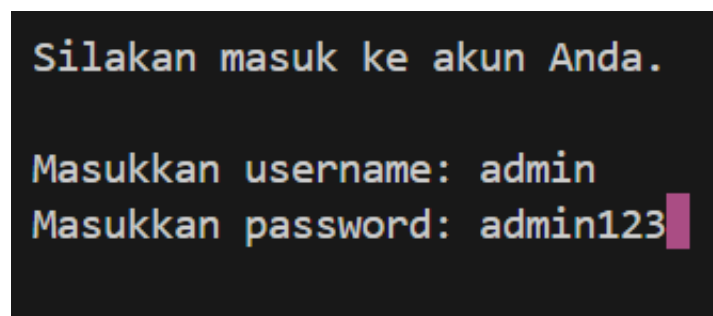 Silakan masuk ke akun Anda.
Masukkan username: admin
Masukkan password: admin123